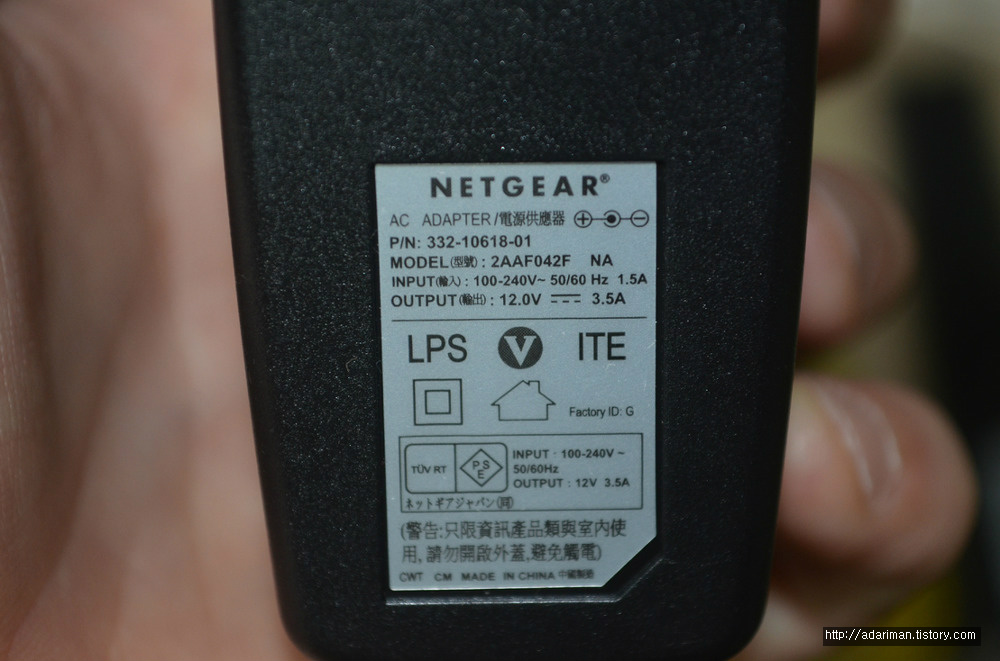 NETGEAR®
AC ADAPTER/電源供應器
P/N: 332-10618-01
MODEL(型號) : 2AAF042F NA
INPUT(輸入) : 100-240V~ 50/60 Hz 1.5A
OUTPUT(輸出) : 12.0V 3.5A
LPS V ITE
Factory ID: G
TÜV RT
PSE
INPUT : 100-240V ~
50/60Hz
OUTPUT : 12V 3.5A
ネットギアジャパン(同)
(警告:只限資訊產品類與室內使
用, 請勿開啟外蓋,避免觸電)
CWT CM MADE IN CHINA 中國製造
http://adariman.tistory.com